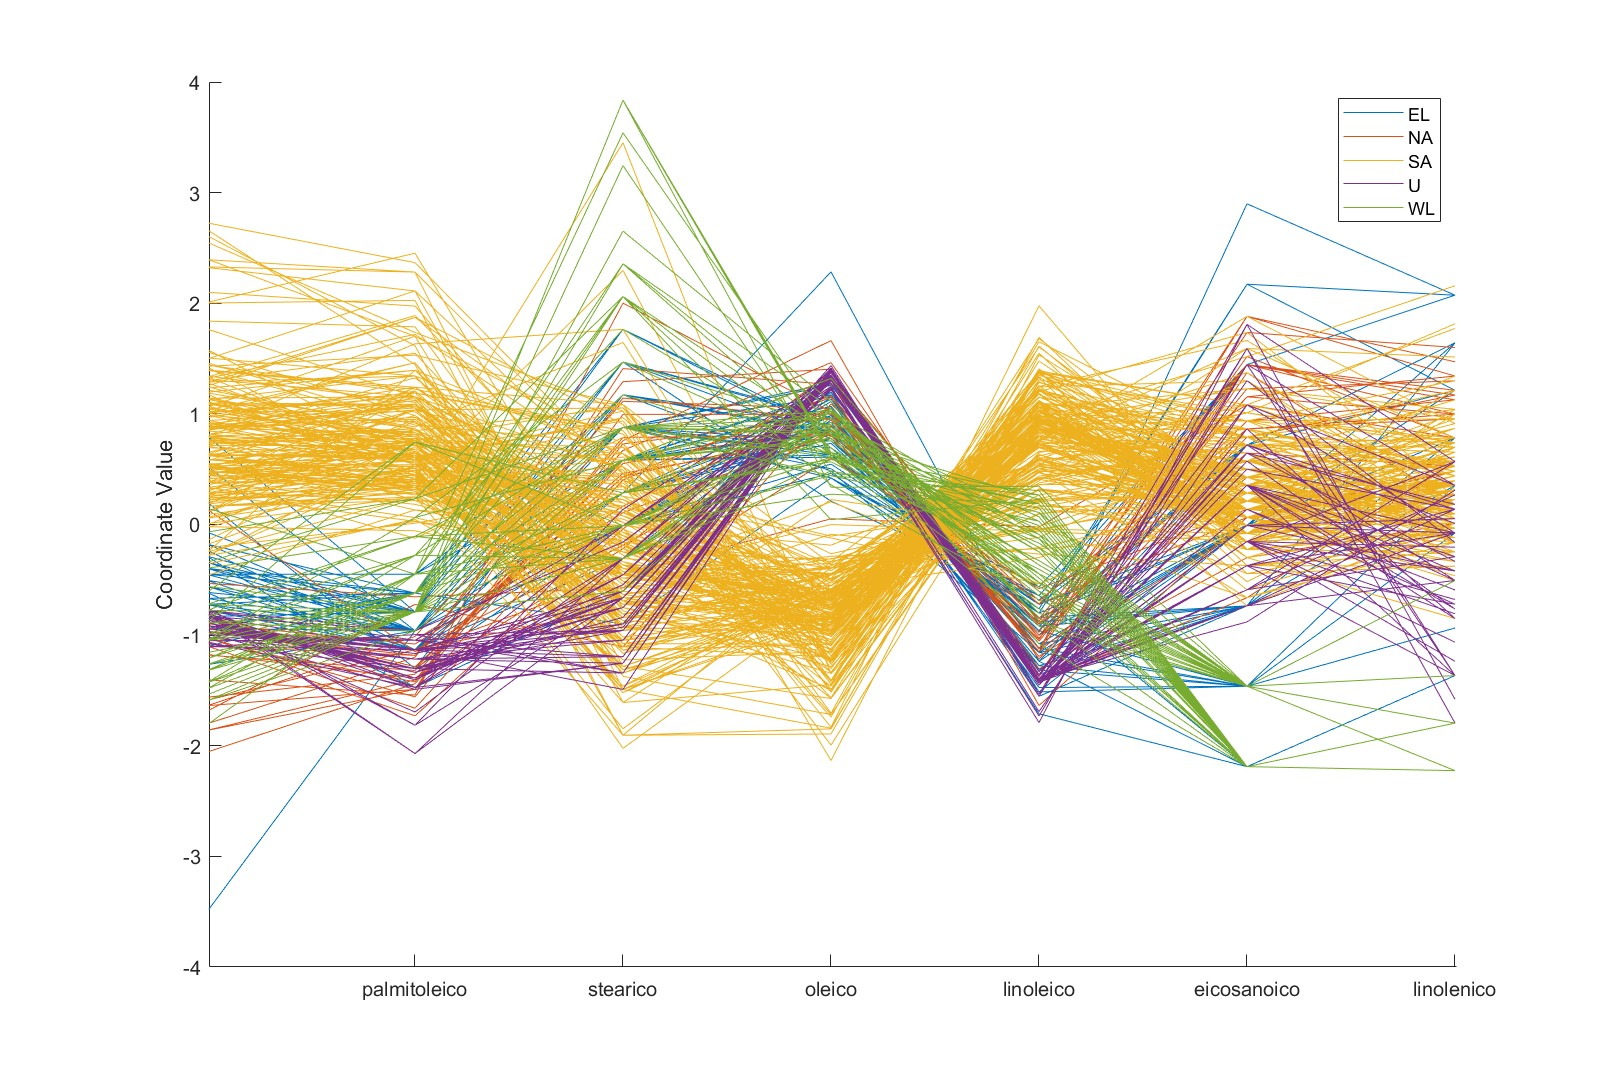 4
3
2
1
0
-1
-2
-3
-4
Coordinate Value
palmitoleico
stearico
oleico
linoleico
eicosanoico
linolenico
EL
NA
SA
U
WL